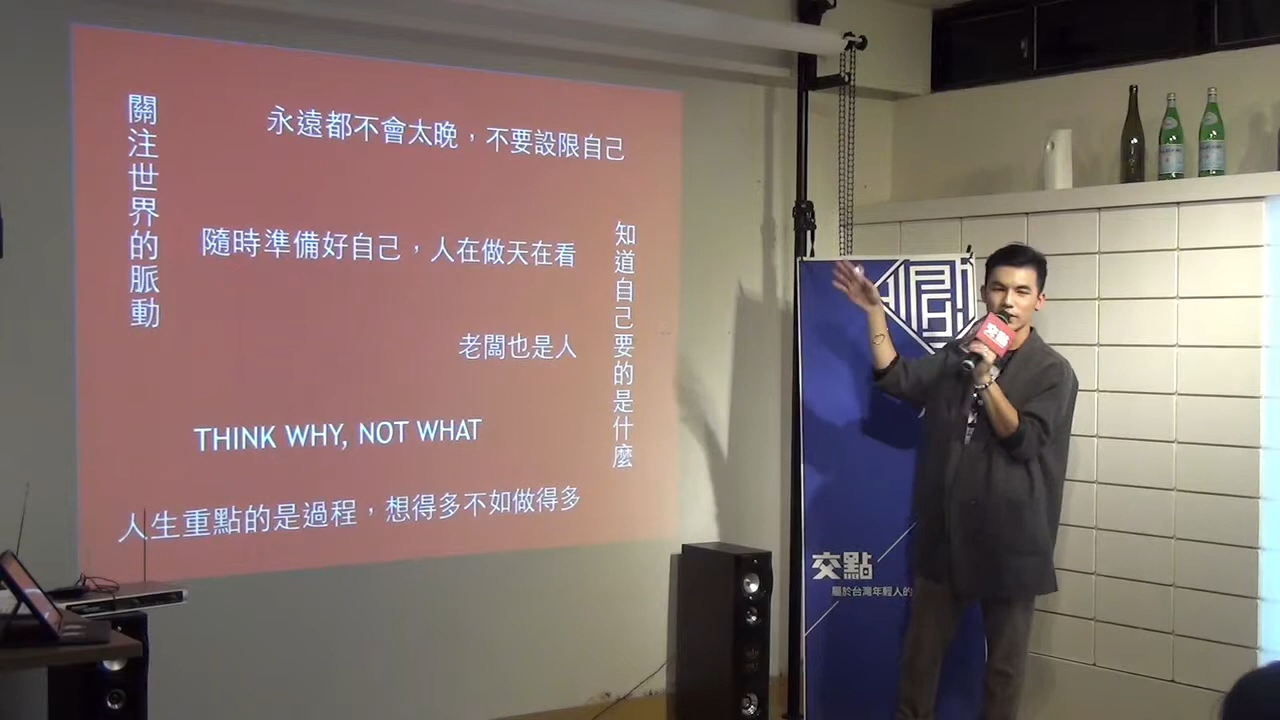 關注世界的脈動
永遠都不會太晚，不要設限自己
隨時準備好自己，人在做天在看
知道自己要的是什麼
老闆也是人
THINK WHY, NOT WHAT
人生重點的是過程，想得多不如做得多
交點
交點
屬於台灣年輕人的